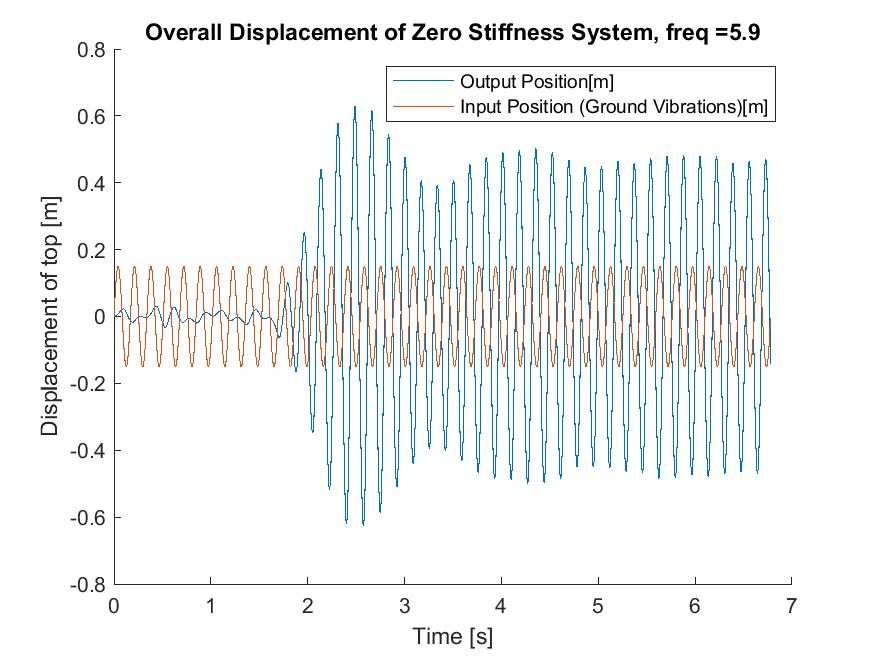 Overall Displacement of Zero Stiffness System, freq =5.9
Output Position[m]
Input Position (Ground Vibrations)[m]
Displacement of top [m]
0.8
0.6
0.4
0.2
0
-0.2
-0.4
-0.6
-0.8
0 1 2 3 4 5 6 7
Time [s]